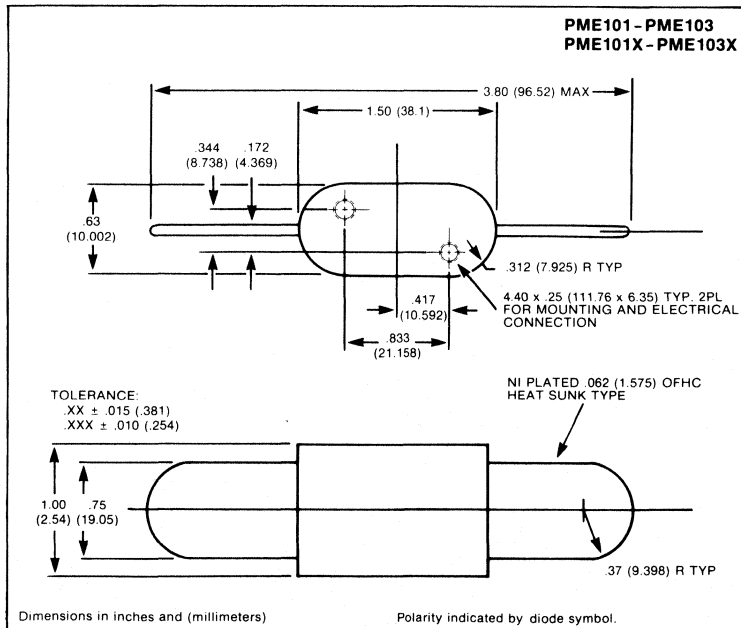 PME101-PME103
PME101X-PME103X
3.80 (96.52) MAX
1.50 (38.1)
.344
(8.738)
.172
(4.369)
.63
(10.002)
.312 (7.925) R TYP
.417
(10.592)
4.40 x .25 (111.76 x 6.35) TYP. 2PL
FOR MOUNTING AND ELECTRICAL
CONNECTION
.833
(21.158)
TOLERANCE:
.XX ± .015 (.381)
.XXX ± .010 (.254)
NI PLATED .062 (1.575) OFHC
HEAT SUNK TYPE
1.00
(2.54)
.75
(19.05)
.37 (9.398) R TYP
Dimensions in inches and (millimeters)
Polarity indicated by diode symbol.